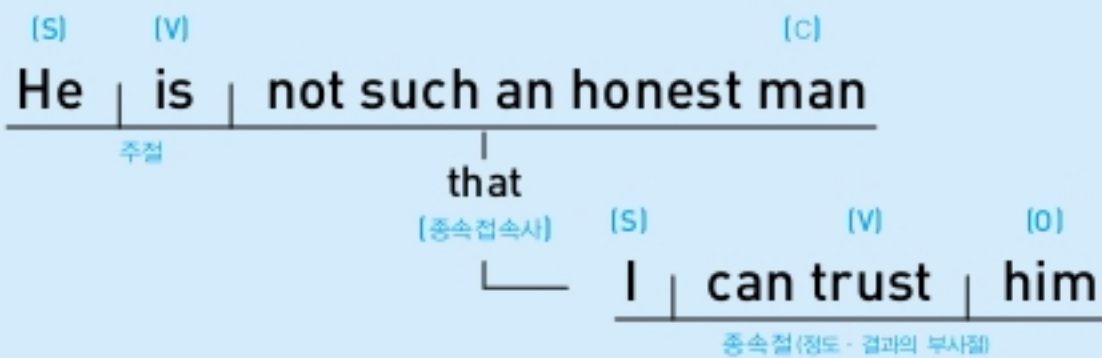 (S) (V) (C)
He is not such an honest man
주절
that
(종속접속사) (S) (V) (O)
I can trust him
종속절(정도 · 결과의 부사절)